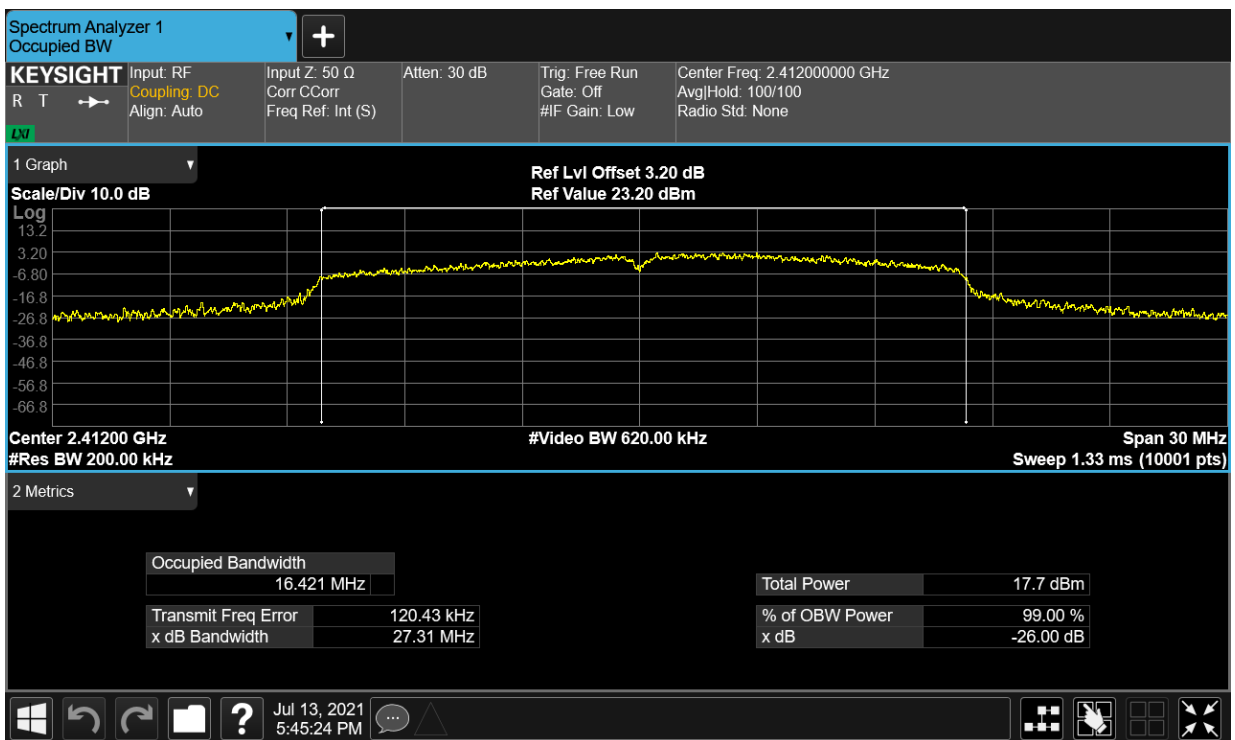 Spectrum Analyzer 1
Occupied BW
KEYSIGHT
R T
LXI
Input: RF
Coupling: DC
Align: Auto
Input Z: 50 Ω
Corr CCorr
Freq Ref: Int (S)
Atten: 30 dB
Trig: Free Run
Gate: Off
#IF Gain: Low
Center Freq: 2.412000000 GHz
Avg|Hold: 100/100
Radio Std: None
1 Graph
Scale/Div 10.0 dB
Ref Lvl Offset 3.20 dB
Ref Value 23.20 dBm
Log
13.2
3.20
-6.80
-16.8
-26.8
-36.8
-46.8
-56.8
-66.8
Center 2.41200 GHz
#Res BW 200.00 kHz
#Video BW 620.00 kHz
Span 30 MHz
Sweep 1.33 ms (10001 pts)
2 Metrics
Occupied Bandwidth
16.421 MHz
Transmit Freq Error 120.43 kHz
x dB Bandwidth 27.31 MHz
Total Power 17.7 dBm
% of OBW Power 99.00 %
x dB -26.00 dB
?
Jul 13, 2021
5:45:24 PM